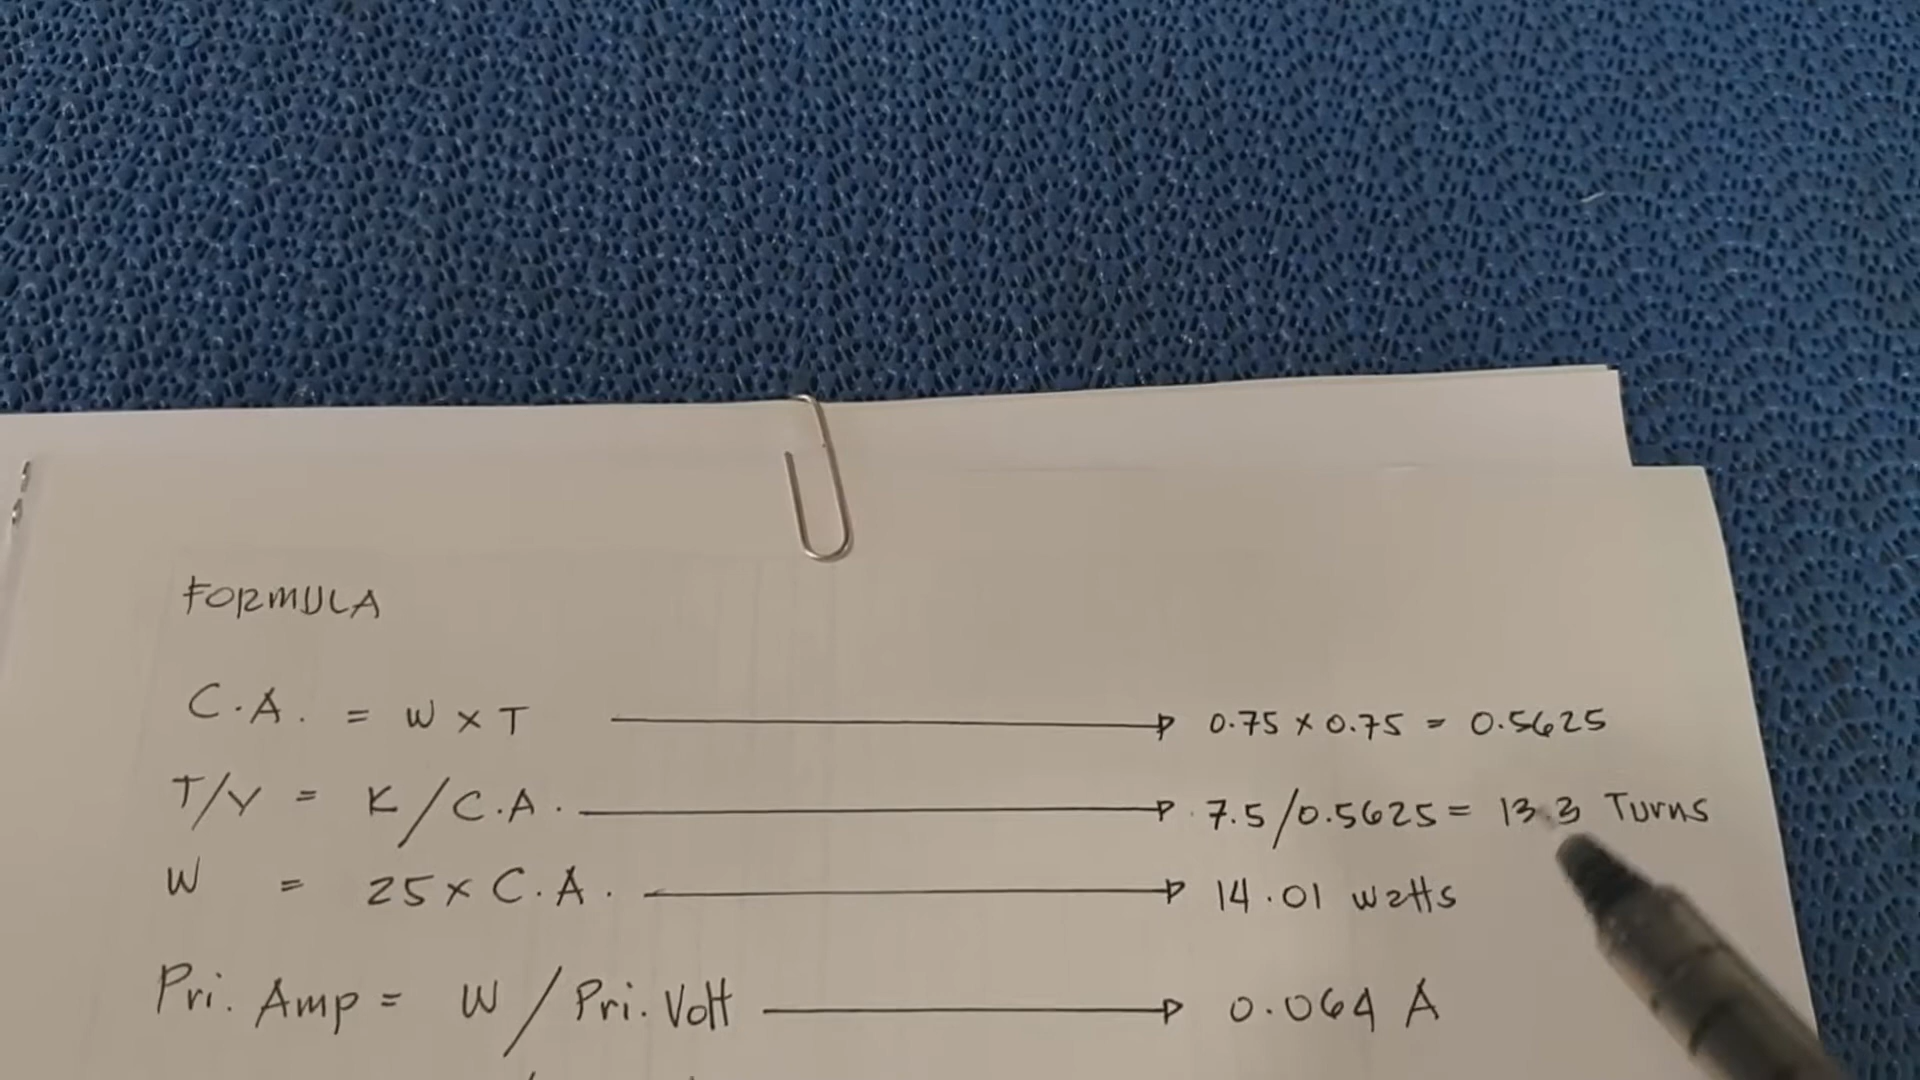 FORMULA
C.A. = W x T → 0.75 x 0.75 = 0.5625
T/V = K/C.A. → 7.5/0.5625 = 13.3 Turns
W = 25 x C.A. → 14.01 watts
Pri. Amp = W / Pri. Volt → 0.064 A